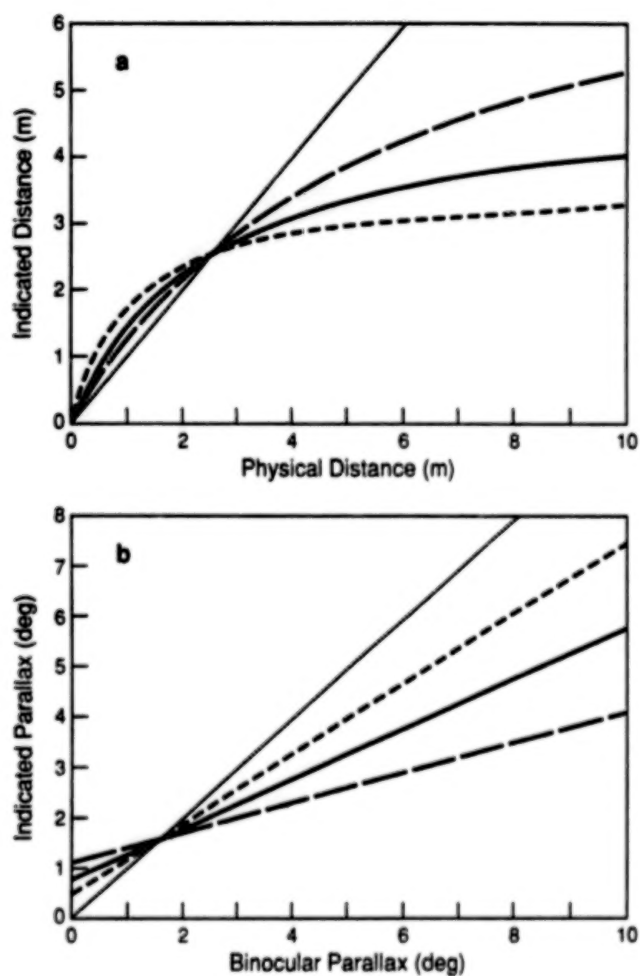 a
Indicated Distance (m)
6
5
4
3
2
1
0
0 2 4 6 8 10
Physical Distance (m)
b
Indicated Parallax (deg)
8
7
6
5
4
3
2
1
0
0 2 4 6 8 10
Binocular Parallax (deg)